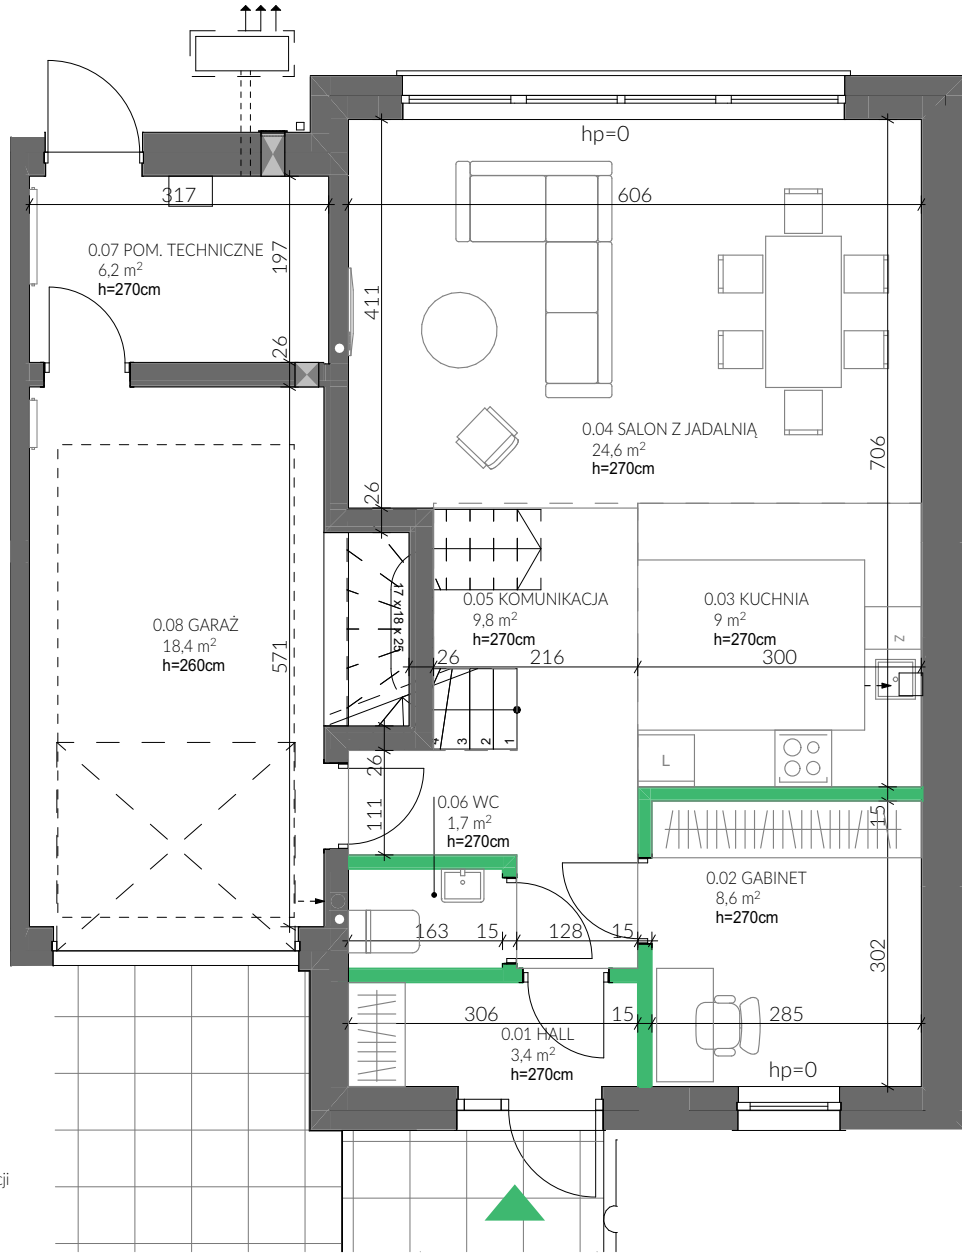 hp=0
317
606
0.07 POM. TECHNICZNE
6,2 m²
h=270cm
197
411
26
0.04 SALON Z JADALNIĄ
24,6 m²
h=270cm
706
26
17 x 18 x 25
0.05 KOMUNIKACJA
9,8 m²
h=270cm
0.03 KUCHNIA
9 m²
h=270cm
Z
0.08 GARAŻ
18,4 m²
h=260cm
571
26
216
300
4
3
2
1
L
26
111
0.06 WC
1,7 m²
h=270cm
15
0.02 GABINET
8,6 m²
h=270cm
163
15
128
15
302
306
15
285
0.01 HALL
3,4 m²
h=270cm
hp=0
cji